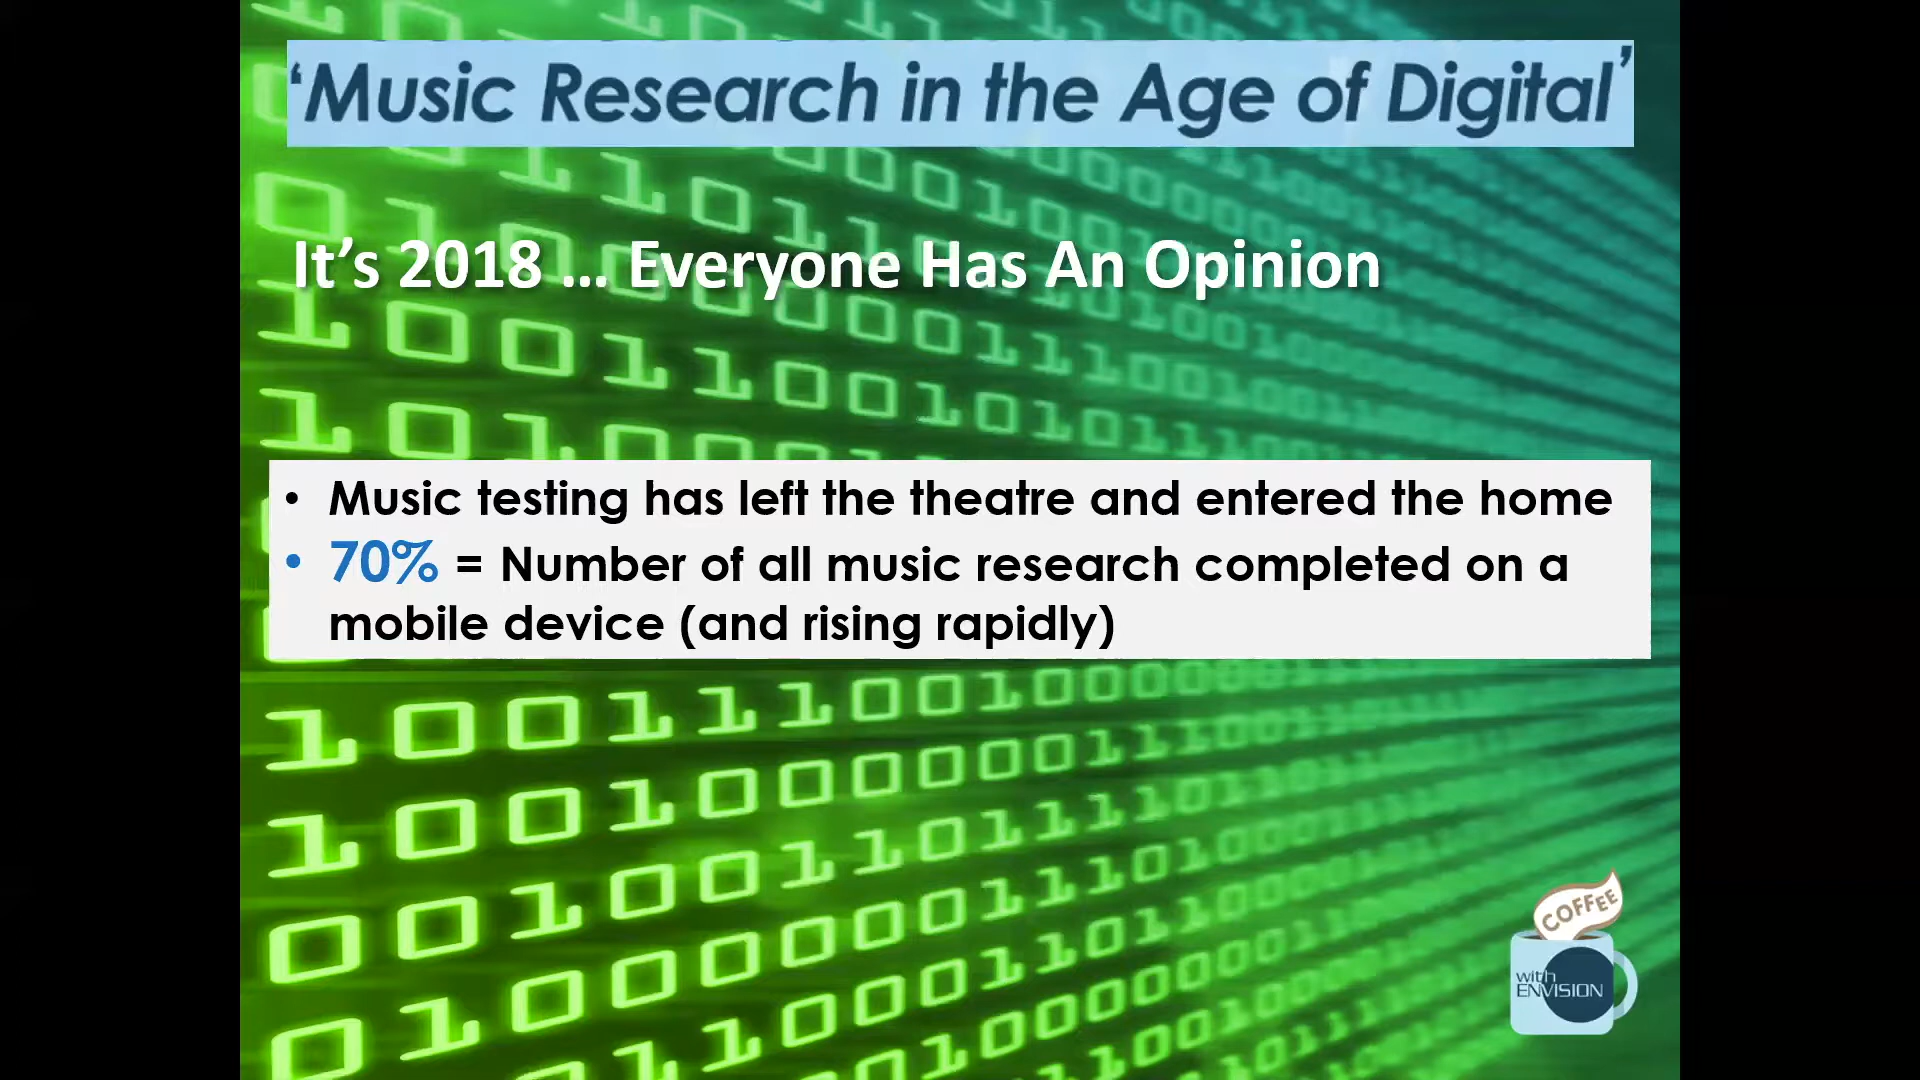 ‘Music Research in the Age of Digital’
It’s 2018 … Everyone Has An Opinion
• Music testing has left the theatre and entered the home
• 70% = Number of all music research completed on a
mobile device (and rising rapidly)
COFFEE
with
ENVISION